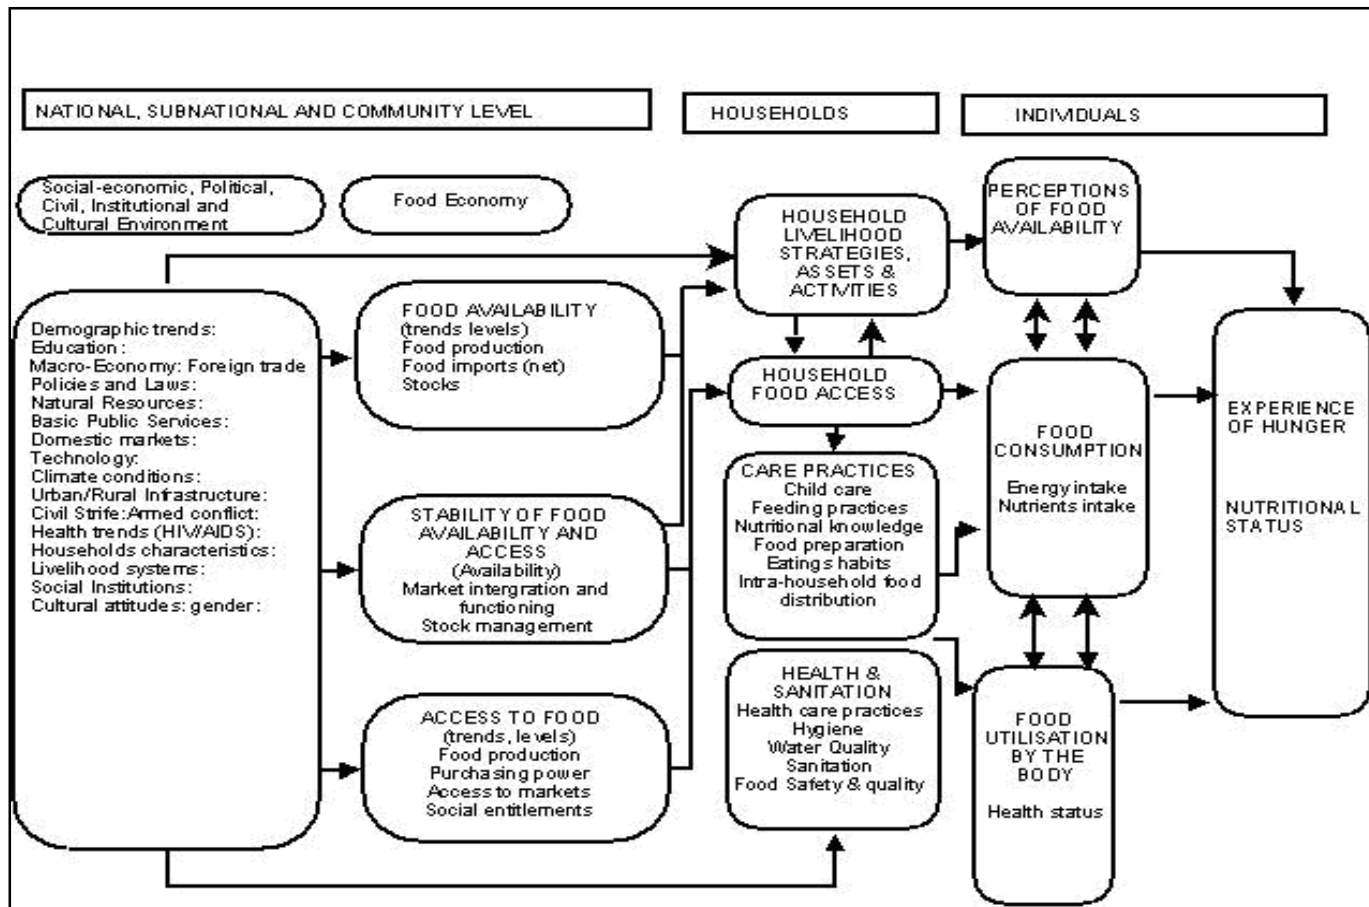 NATIONAL, SUBNATIONAL AND COMMUNITY LEVEL
HOUSEHOLDS
INDIVIDUALS
Social-economic, Political,
Civil, Institutional and
Cultural Environment
Food Economy
Demographic trends:
Education:
Macro-Economy: Foreign trade
Policies and Laws:
Natural Resources:
Basic Public Services:
Domestic markets:
Technology:
Climate conditions:
Urban/Rural Infrastructure:
Civil Strife:Armed conflict:
Health trends (HIV/AIDS):
Households characteristics:
Livelihood systems:
Social Institutions:
Cultural attitudes: gender:
FOOD AVAILABILITY
(trends levels)
Food production
Food imports (net)
Stocks
STABILITY OF FOOD
AVAILABILITY AND
ACCESS
(Availability)
Market intergration and
functioning
Stock management
ACCESS TO FOOD
(trends, levels)
Food production
Purchasing power
Access to markets
Social entitlements
HOUSEHOLD
LIVELIHOOD
STRATEGIES,
ASSETS &
ACTIVITIES
HOUSEHOLD
FOOD ACCESS
CARE PRACTICES
Child care
Feeding practices
Nutritional knowledge
Food preparation
Eatings habits
Intra-household food
distribution
HEALTH &
SANITATION
Health care practices
Hygiene
Water Quality
Sanitation
Food Safety & quality
PERCEPTIONS
OF FOOD
AVAILABILITY
FOOD
CONSUMPTION
Energy intake
Nutrients intake
FOOD
UTILISATION
BY THE
BODY
Health status
EXPERIENCE
OF HUNGER
NUTRITIONAL
STATUS